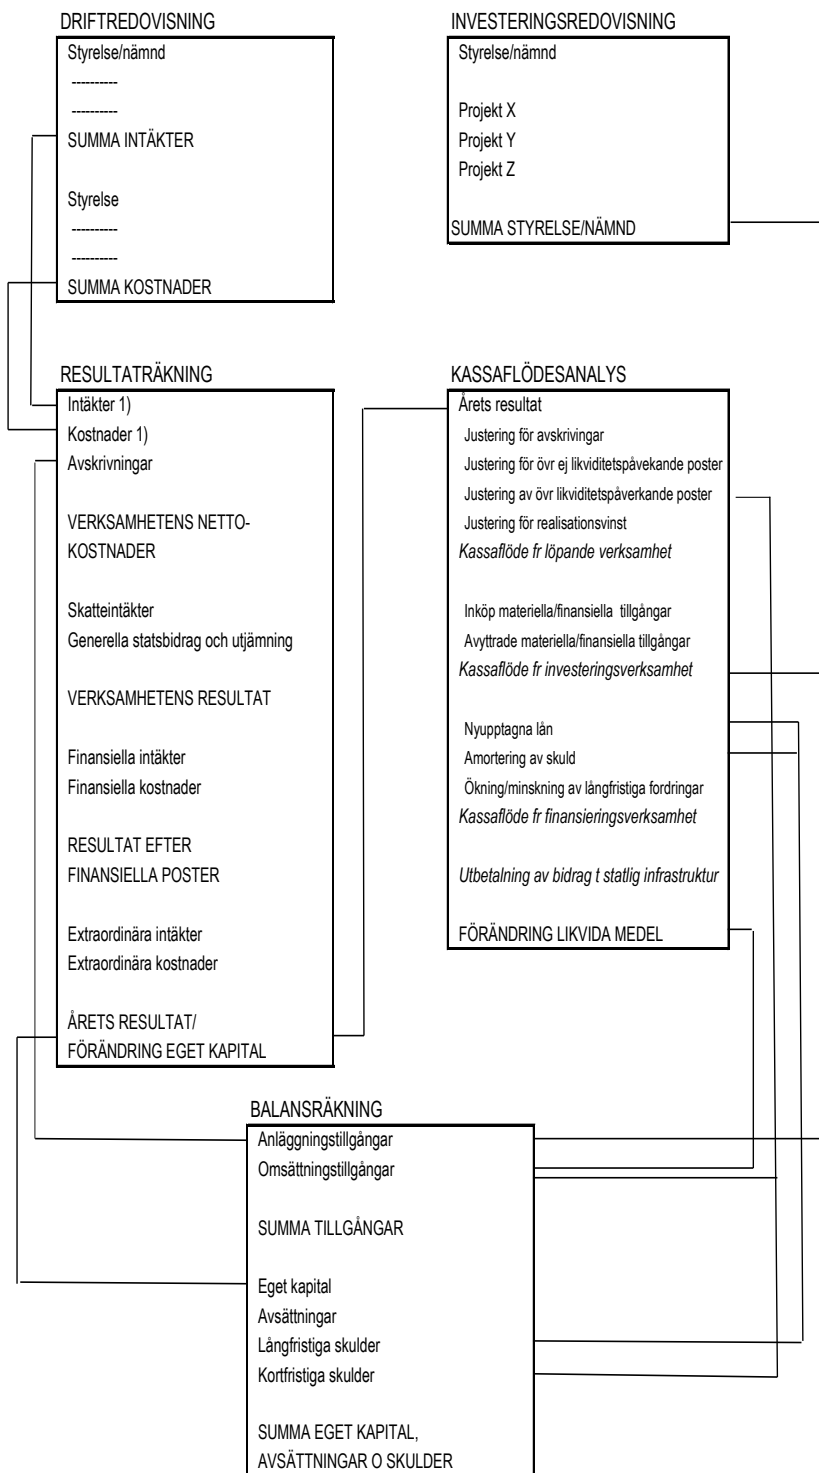 DRIFTREDOVISNING
Styrelse/nämnd
----------
----------
SUMMA INTÄKTER
Styrelse
----------
----------
SUMMA KOSTNADER
INVESTERINGSREDOVISNING
Styrelse/nämnd
Projekt X
Projekt Y
Projekt Z
SUMMA STYRELSE/NÄMND
RESULTATRÄKNING
Intäkter 1)
Kostnader 1)
Avskrivningar
VERKSAMHETENS NETTO-
KOSTNADER
Skatteintäkter
Generella statsbidrag och utjämning
VERKSAMHETENS RESULTAT
Finansiella intäkter
Finansiella kostnader
RESULTAT EFTER
FINANSIELLA POSTER
Extraordinära intäkter
Extraordinära kostnader
ÅRETS RESULTAT/
FÖRÄNDRING EGET KAPITAL
KASSAFLÖDESANALYS
Årets resultat
Justering för avskrivingar
Justering för övr ej likviditetspåvekande poster
Justering av övr likviditetspåverkande poster
Justering för realisationsvinst
Kassaflöde fr löpande verksamhet
Inköp materiella/finansiella tillgångar
Avyttrade materiella/finansiella tillgångar
Kassaflöde fr investeringsverksamhet
Nyupptagna lån
Amortering av skuld
Ökning/minskning av långfristiga fordringar
Kassaflöde fr finansieringsverksamhet
Utbetalning av bidrag t statlig infrastruktur
FÖRÄNDRING LIKVIDA MEDEL
BALANSRÄKNING
Anläggningstillgångar
Omsättningstillgångar
SUMMA TILLGÅNGAR
Eget kapital
Avsättningar
Långfristiga skulder
Kortfristiga skulder
SUMMA EGET KAPITAL,
AVSÄTTNINGAR O SKULDER